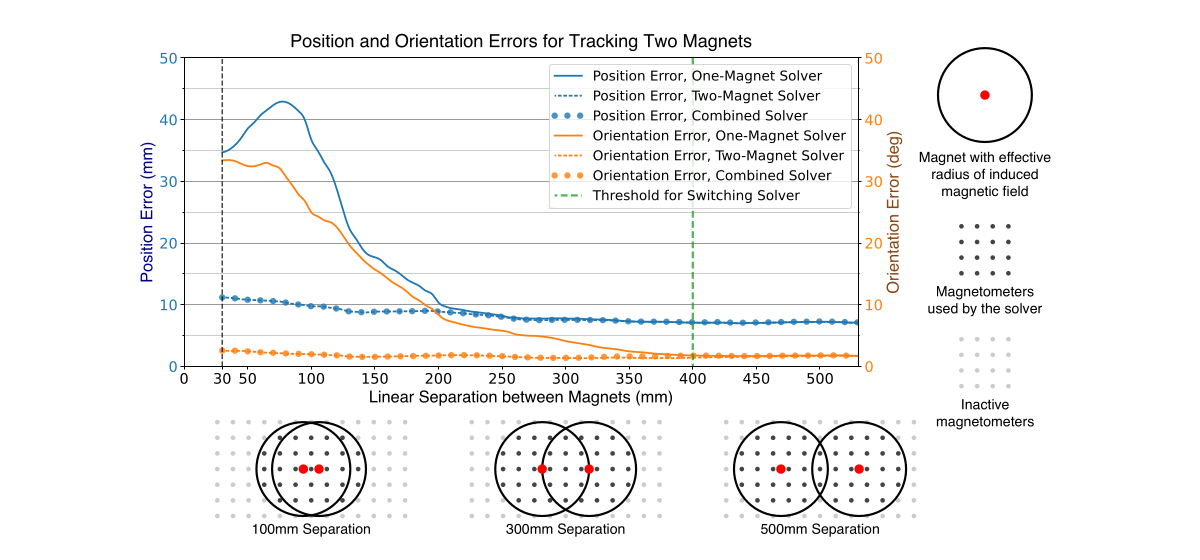 Position and Orientation Errors for Tracking Two Magnets
50
40
30
20
10
0
Position Error (mm)
50
40
30
20
10
0
Orientation Error (deg)
Position Error, One-Magnet Solver
Position Error, Two-Magnet Solver
Position Error, Combined Solver
Orientation Error, One-Magnet Solver
Orientation Error, Two-Magnet Solver
Orientation Error, Combined Solver
Threshold for Switching Solver
0 30 50 100 150 200 250 300 350 400 450 500
Linear Separation between Magnets (mm)
Magnet with effective
radius of induced
magnetic field
Magnetometers
used by the solver
Inactive
magnetometers
100mm Separation
300mm Separation
500mm Separation